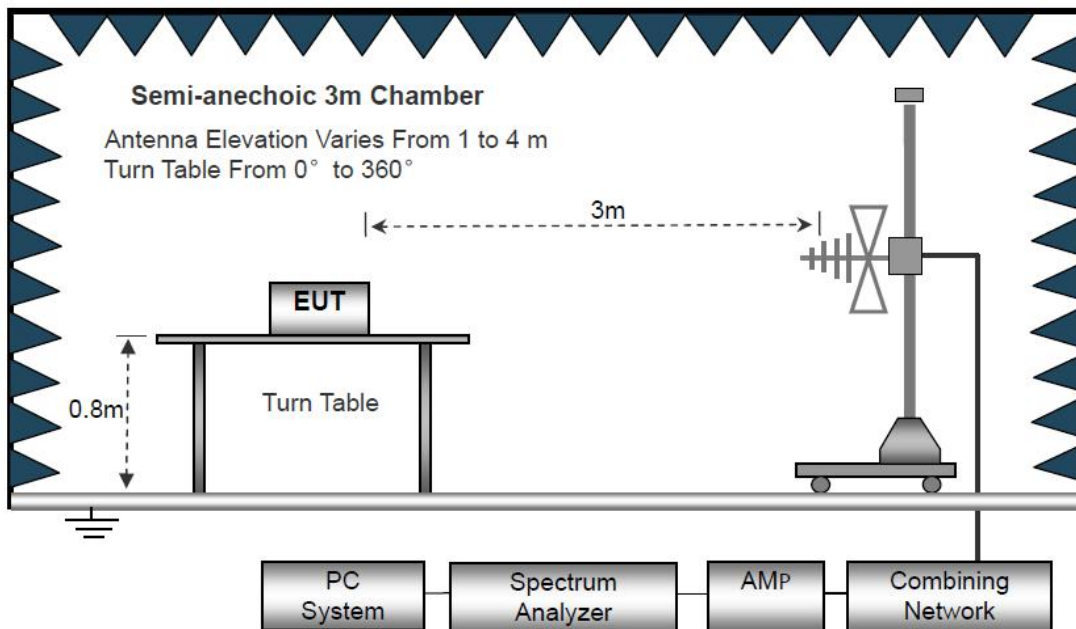 Semi-anechoic 3m Chamber
Antenna Elevation Varies From 1 to 4 m
Turn Table From 0° to 360°
3m
EUT
0.8m
Turn Table
PC
System
Spectrum
Analyzer
AMP
Combining
Network